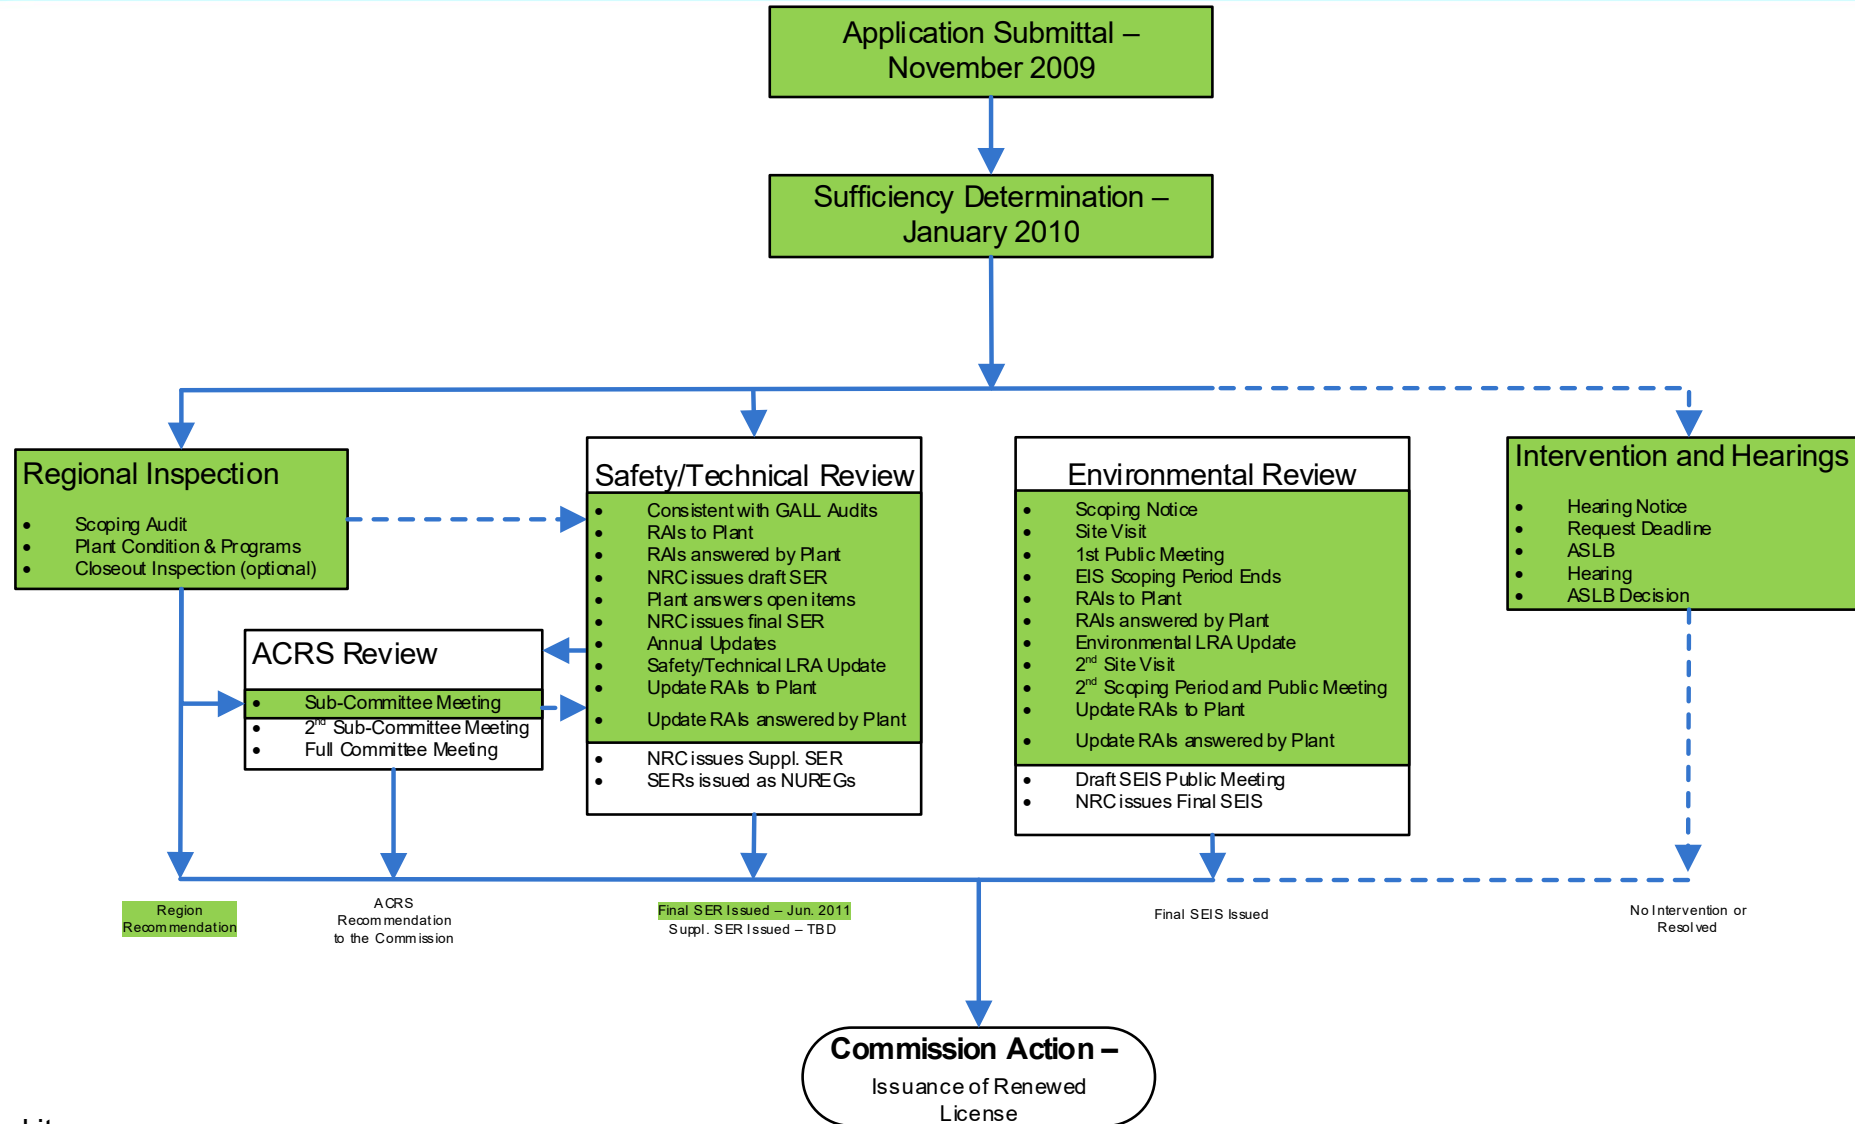 Application Submittal –
November 2009
Sufficiency Determination –
January 2010
Regional Inspection
• Scoping Audit
• Plant Condition & Programs
• Closeout Inspection (optional)
ACRS Review
• Sub-Committee Meeting
• 2nd Sub-Committee Meeting
• Full Committee Meeting
Safety/Technical Review
• Consistent with GALL Audits
• RAIs to Plant
• RAIs answered by Plant
• NRC issues draft SER
• Plant answers open items
• NRC issues final SER
• Annual Updates
• Safety/Technical LRA Update
• Update RAIs to Plant
• Update RAIs answered by Plant
• NRC issues Suppl. SER
• SERs issued as NUREGs
Environmental Review
• Scoping Notice
• Site Visit
• 1st Public Meeting
• EIS Scoping Period Ends
• RAIs to Plant
• RAIs answered by Plant
• Environmental LRA Update
• 2nd Site Visit
• 2nd Scoping Period and Public Meeting
• Update RAIs to Plant
• Update RAIs answered by Plant
• Draft SEIS Public Meeting
• NRC issues Final SEIS
Intervention and Hearings
• Hearing Notice
• Request Deadline
• ASLB
• Hearing
• ASLB Decision
Region
Recommendation
ACRS
Recommendation
to the Commission
Final SER Issued – Jun. 2011
Suppl. SER Issued – TBD
Final SEIS Issued
No Intervention or
Resolved
Commission Action –
Issuance of Renewed
License